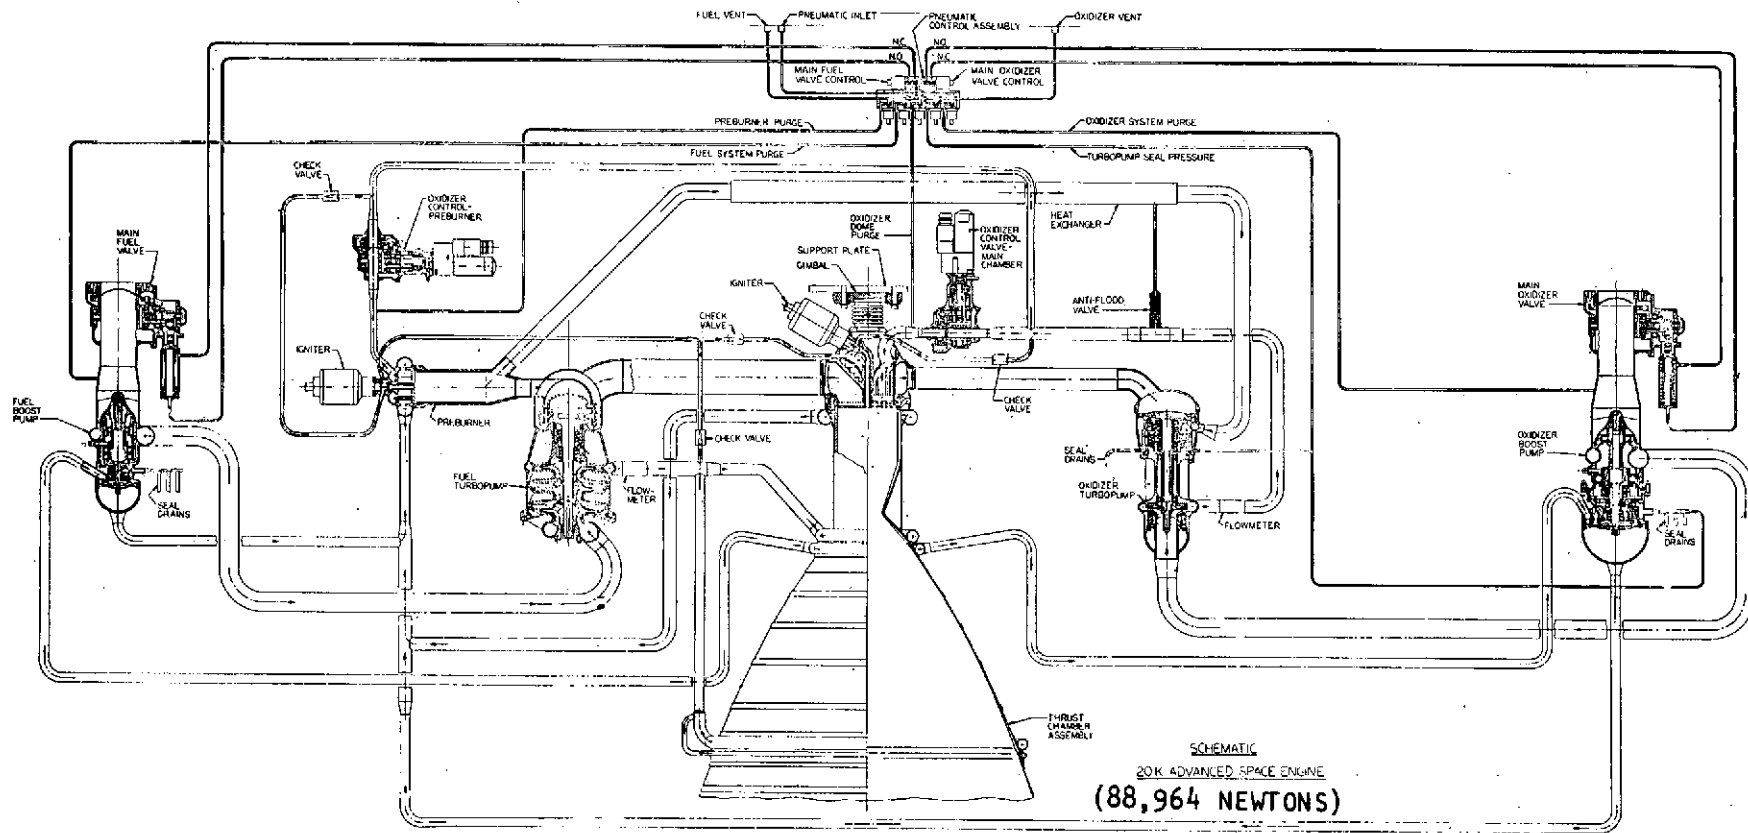 FUEL VENT
PNEUMATIC INLET
PNEUMATIC
CONTROL ASSEMBLY
OXIDIZER VENT
N.C.
N.O.
N.O.
N.C.
MAIN FUEL
VALVE CONTROL
MAIN OXIDIZER
VALVE CONTROL
PREBURNER PURGE
OXIDIZER SYSTEM PURGE
FUEL SYSTEM PURGE
TURBOPUMP SEAL PRESSURE
CHECK
VALVE
OXIDIZER
CONTROL-
PREBURNER
MAIN
FUEL
VALVE
OXIDIZER
DOME
PURGE
HEAT
EXCHANGER
OXIDIZER
CONTROL
VALVE-
MAIN
CHAMBER
SUPPORT PLATE
GIMBAL
IGNITER
ANTI-FLOOD
VALVE
MAIN
OXIDIZER
VALVE
CHECK
VALVE
IGNITER
FUEL
BOOST
PUMP
PREBURNER
CHECK VALVE
CHECK
VALVE
OXIDIZER
BOOST
PUMP
SEAL
DRAINS
FUEL
TURBOPUMP
FLOW-
METER
SEAL
DRAINS
OXIDIZER
TURBOPUMP
FLOWMETER
SEAL
DRAINS
THRUST
CHAMBER
ASSEMBLY
SCHEMATIC
20K ADVANCED SPACE ENGINE
(88,964 NEWTONS)